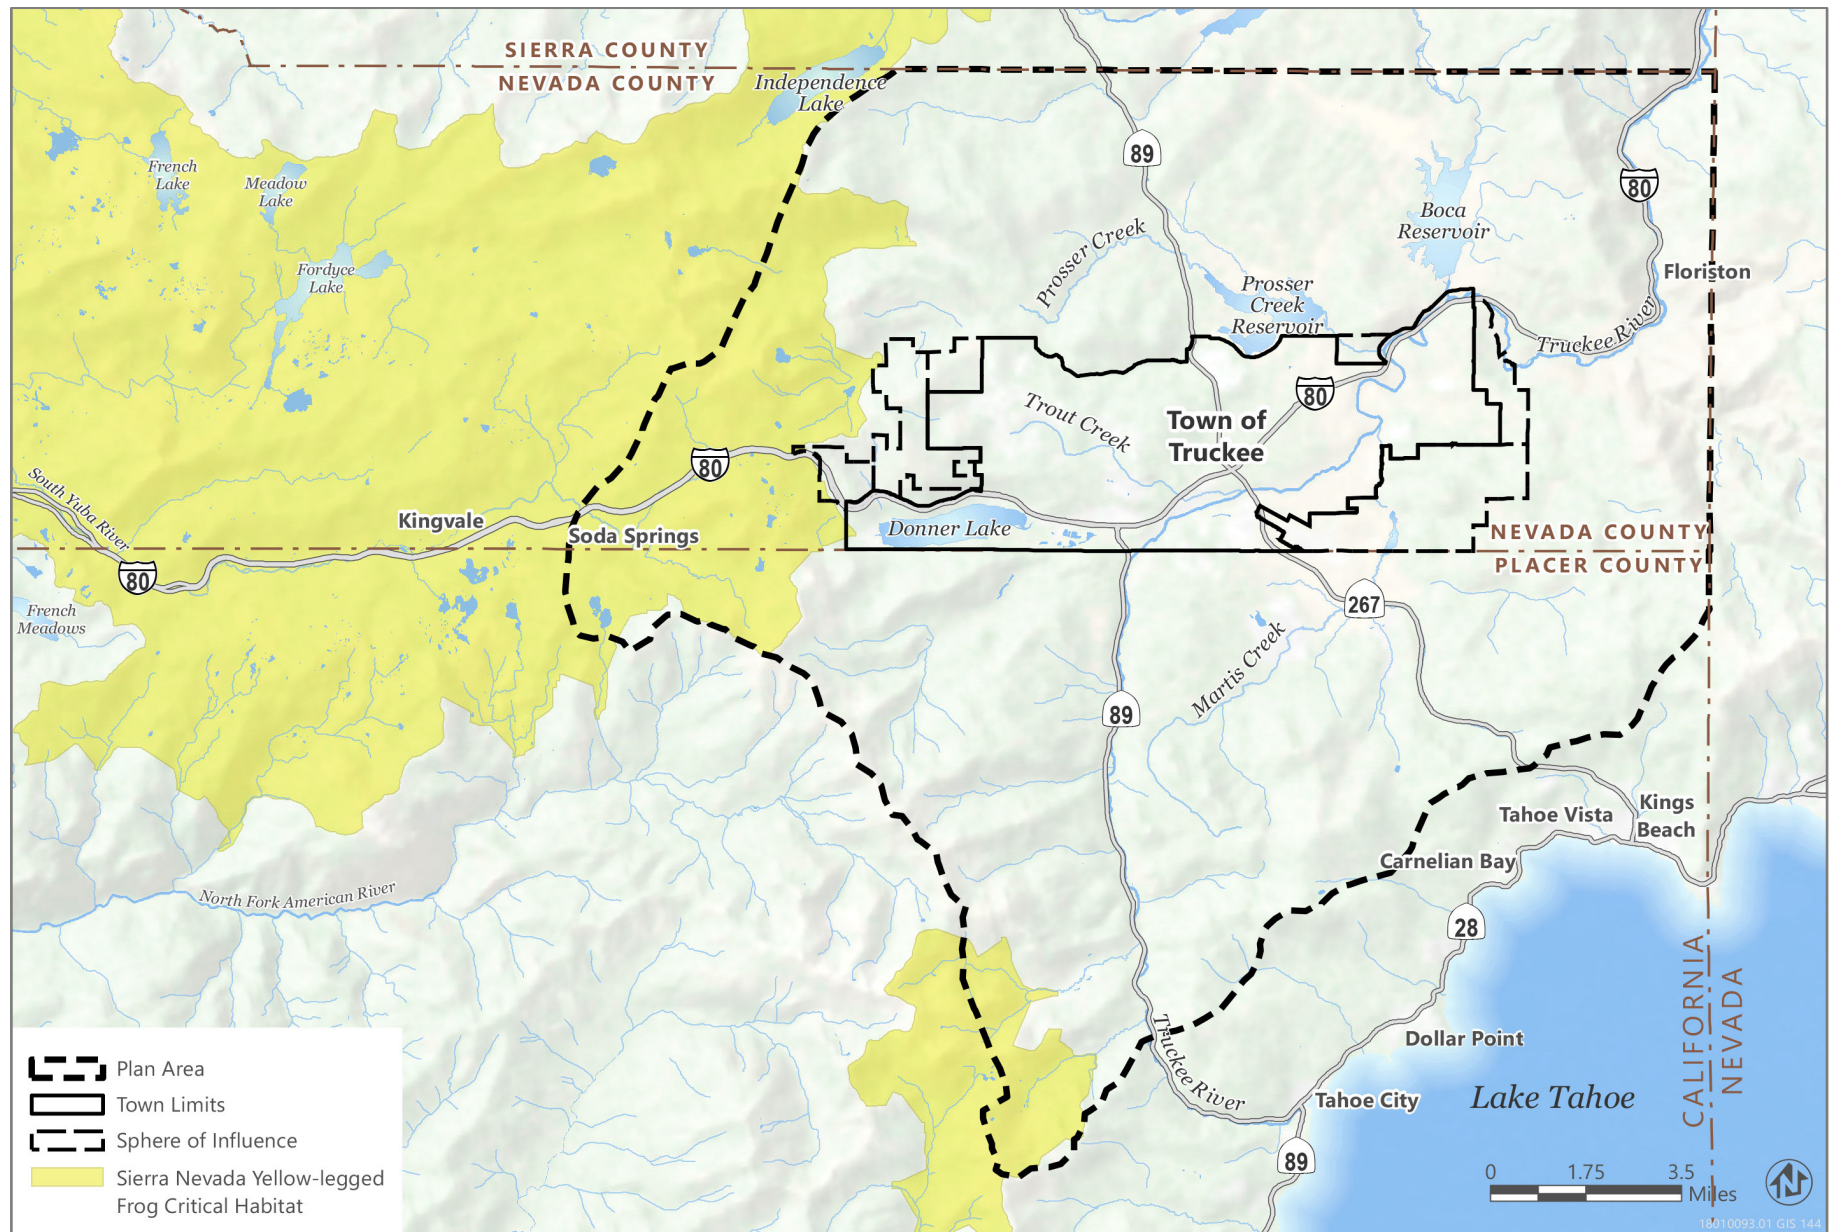 SIERRA COUNTY
NEVADA COUNTY
Independence
Lake
89
French
Lake
Meadow
Lake
80
Boca
Reservoir
Prosser Creek
Fordyce
Lake
Floriston
Prosser
Creek
Reservoir
Truckee River
80
Trout Creek
Town of
Truckee
80
South Yuba River
Kingvale
Soda Springs
Donner Lake
NEVADA COUNTY
PLACER COUNTY
80
French
Meadows
267
Martis Creek
89
Tahoe Vista
Kings
Beach
Carnelian Bay
North Fork American River
28
CALIFORNIA
NEVADA
Truckee River
Dollar Point
Tahoe City
Lake Tahoe
89
Plan Area
Town Limits
Sphere of Influence
Sierra Nevada Yellow-legged
Frog Critical Habitat
0 1.75 3.5
Miles
N
18010093.01 GIS 144